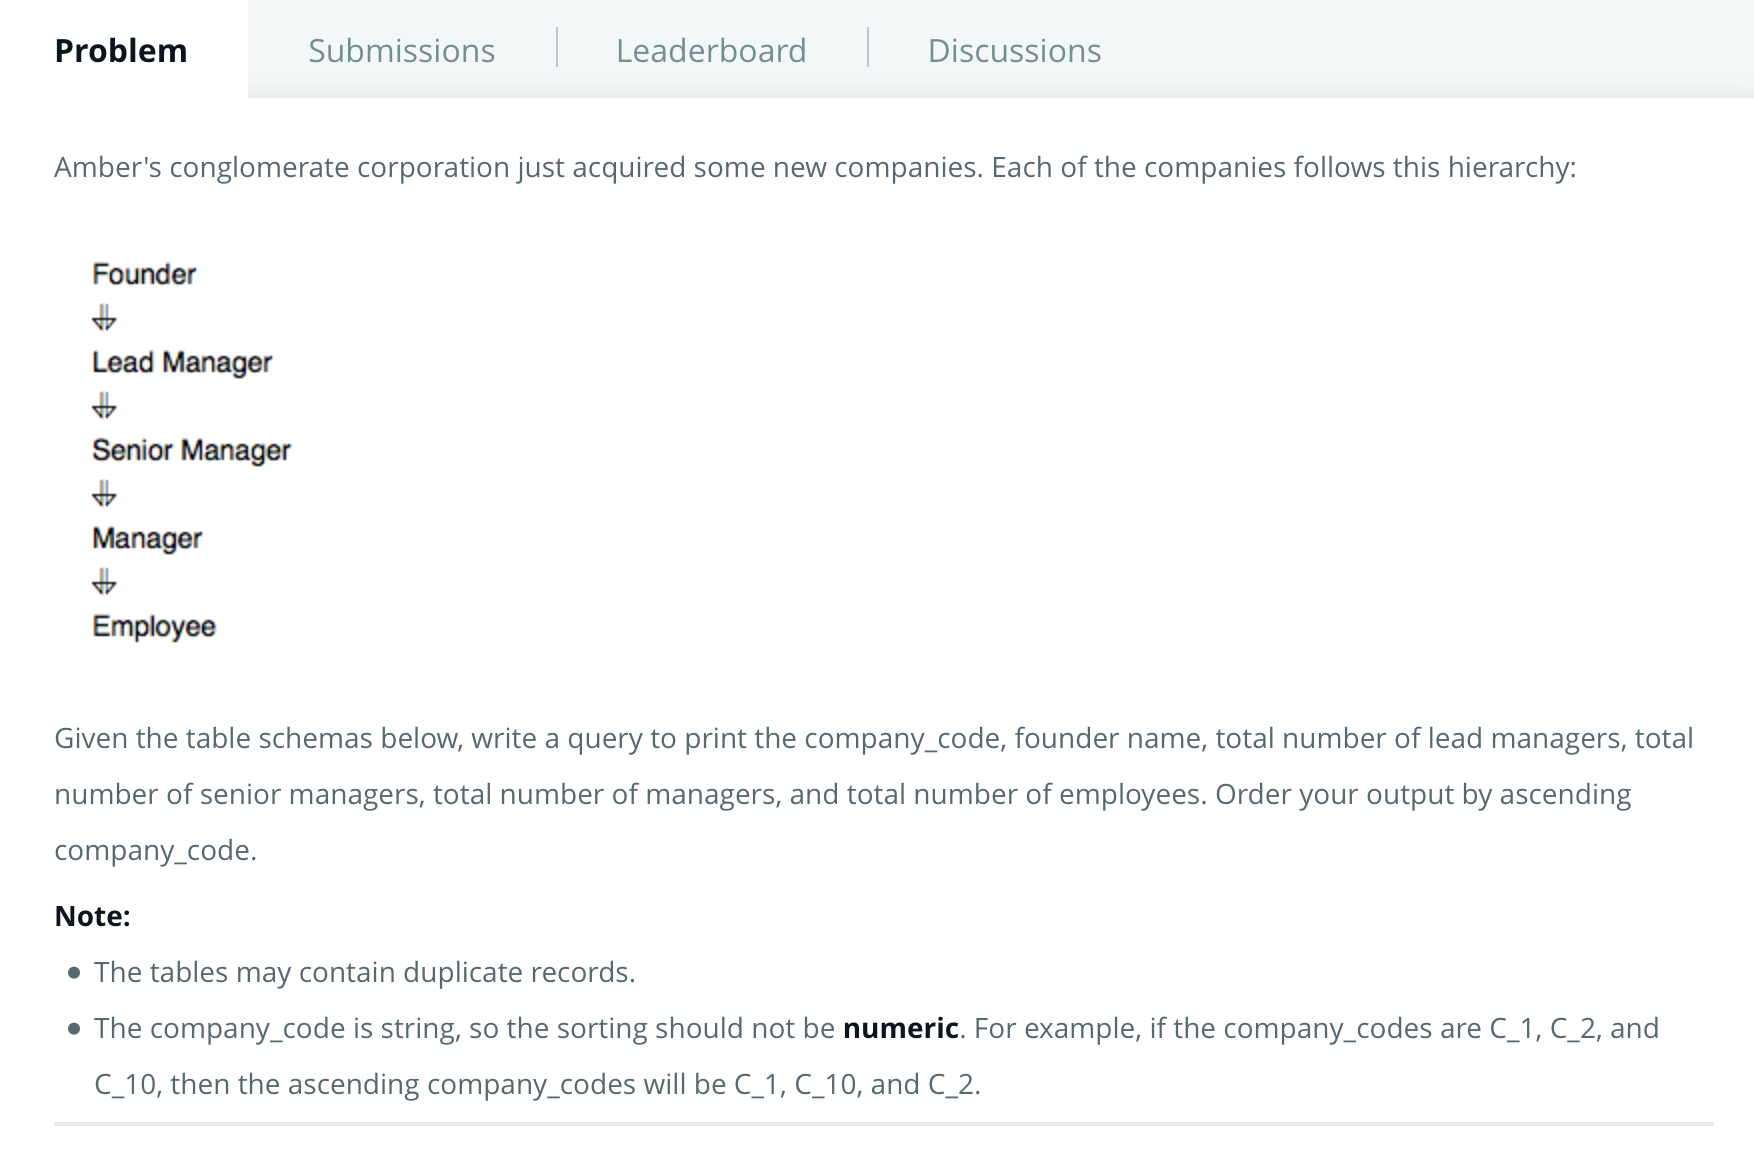 Problem
Submissions
Leaderboard
Discussions
Amber's conglomerate corporation just acquired some new companies. Each of the companies follows this hierarchy:
Founder
Lead Manager
Senior Manager
Manager
Employee
Given the table schemas below, write a query to print the company_code, founder name, total number of lead managers, total
number of senior managers, total number of managers, and total number of employees. Order your output by ascending
company_code.
Note:
• The tables may contain duplicate records.
• The company_code is string, so the sorting should not be numeric. For example, if the company_codes are C_1, C_2, and
C_10, then the ascending company_codes will be C_1, C_10, and C_2.